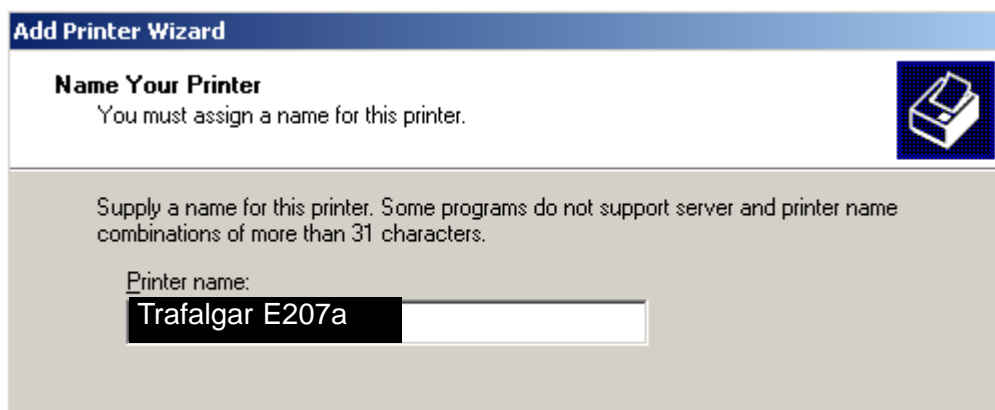 Add Printer Wizard
Name Your Printer
You must assign a name for this printer.
Supply a name for this printer. Some programs do not support server and printer name
combinations of more than 31 characters.
Printer name:
Trafalgar E207a